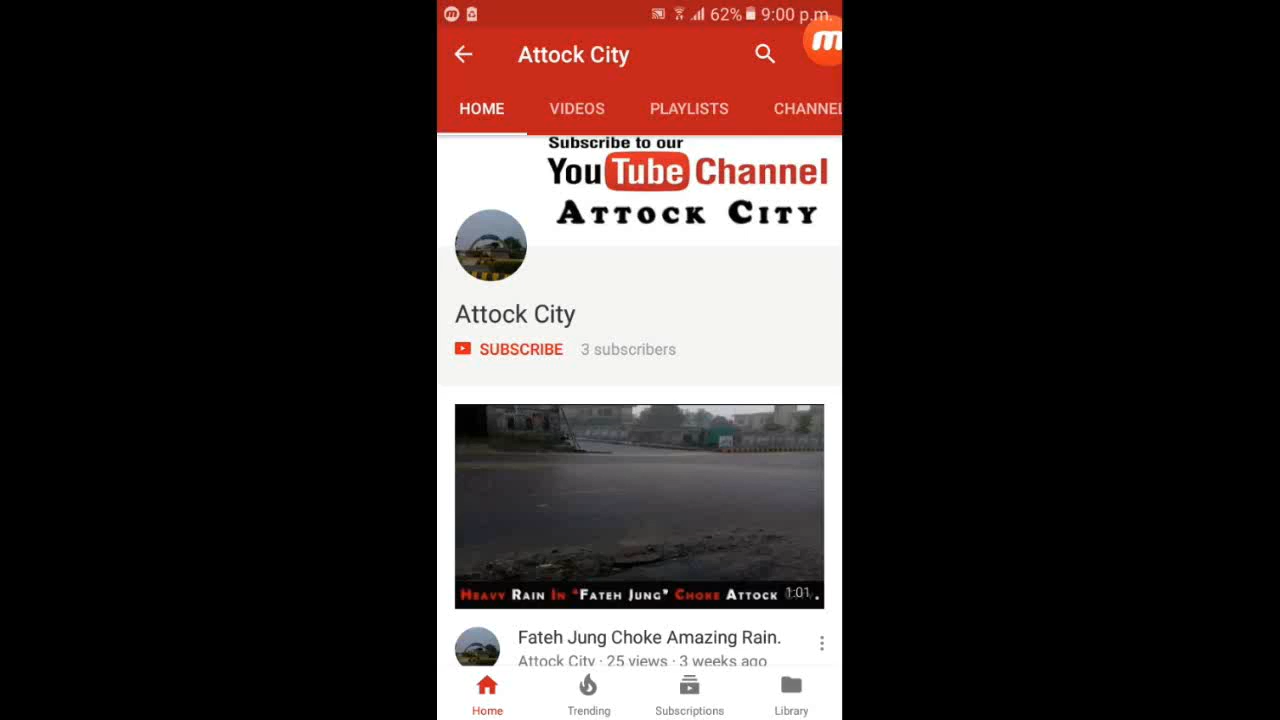 62% 9:00 p.m.
Attock City
HOME VIDEOS PLAYLISTS CHANNEL
Subscribe to our
YouTube Channel
ATTOCK CITY
Attock City
SUBSCRIBE 3 subscribers
HEAVY RAIN IN "FATEH JUNG" CHOKE ATTOCK
1:01
Fateh Jung Choke Amazing Rain.
Attock City · 25 views · 3 weeks ago
Home Trending Subscriptions Library